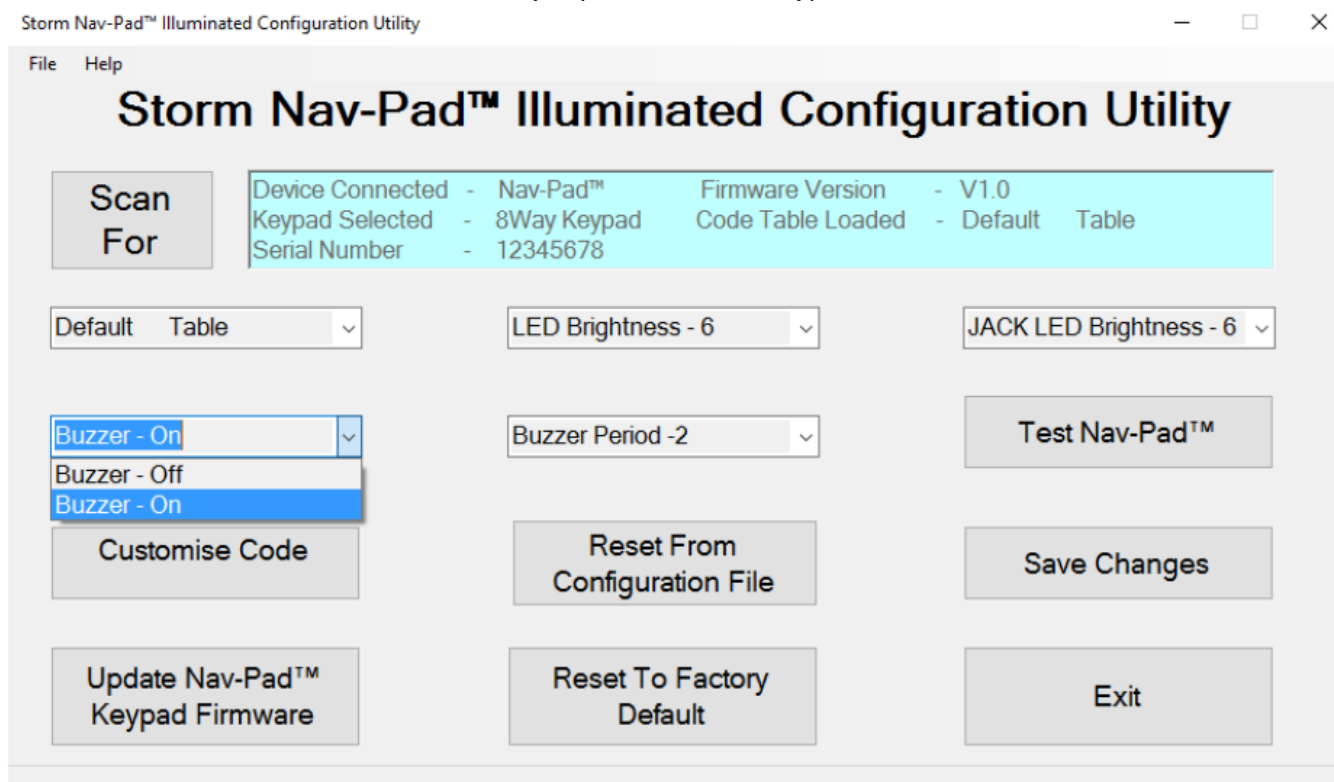 Storm Nav-Pad™ Illuminated Configuration Utility
File Help
Storm Nav-Pad™ Illuminated Configuration Utility
Scan
For
Device Connected - Nav-Pad™ Firmware Version - V1.0
Keypad Selected - 8Way Keypad Code Table Loaded - Default Table
Serial Number - 12345678
Default Table
LED Brightness - 6
JACK LED Brightness - 6
Buzzer - On
Buzzer - Off
Buzzer - On
Buzzer Period -2
Test Nav-Pad™
Customise Code
Reset From
Configuration File
Save Changes
Update Nav-Pad™
Keypad Firmware
Reset To Factory
Default
Exit